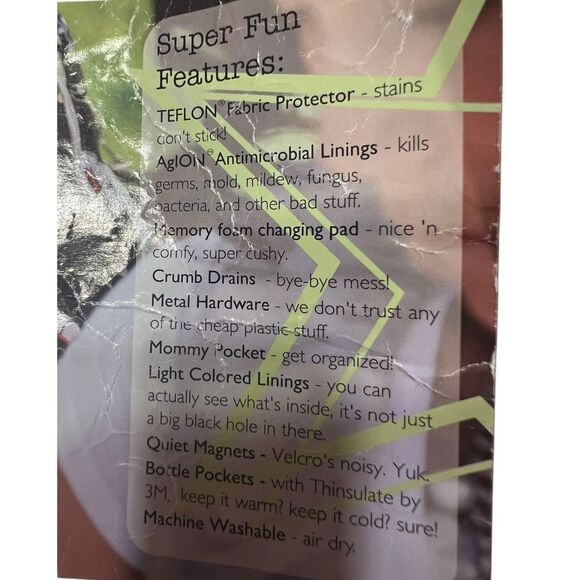 Super Fun
Features:
TEFLON® Fabric Protector - stains
don't stick!
AgION® Antimicrobial Linings - kills
germs, mold, mildew, fungus,
bacteria, and other bad stuff.
Memory foam changing pad - nice 'n
comfy, super cushy.
Crumb Drains - bye-bye mess!
Metal Hardware - we don't trust any
of the cheap plastic stuff.
Mommy Pocket - get organized!
Light Colored Linings - you can
actually see what's inside, it's not just
a big black hole in there.
Quiet Magnets - Velcro's noisy. Yuk.
Bottle Pockets - with Thinsulate by
3M. keep it warm? keep it cold? sure!
Machine Washable - air dry.